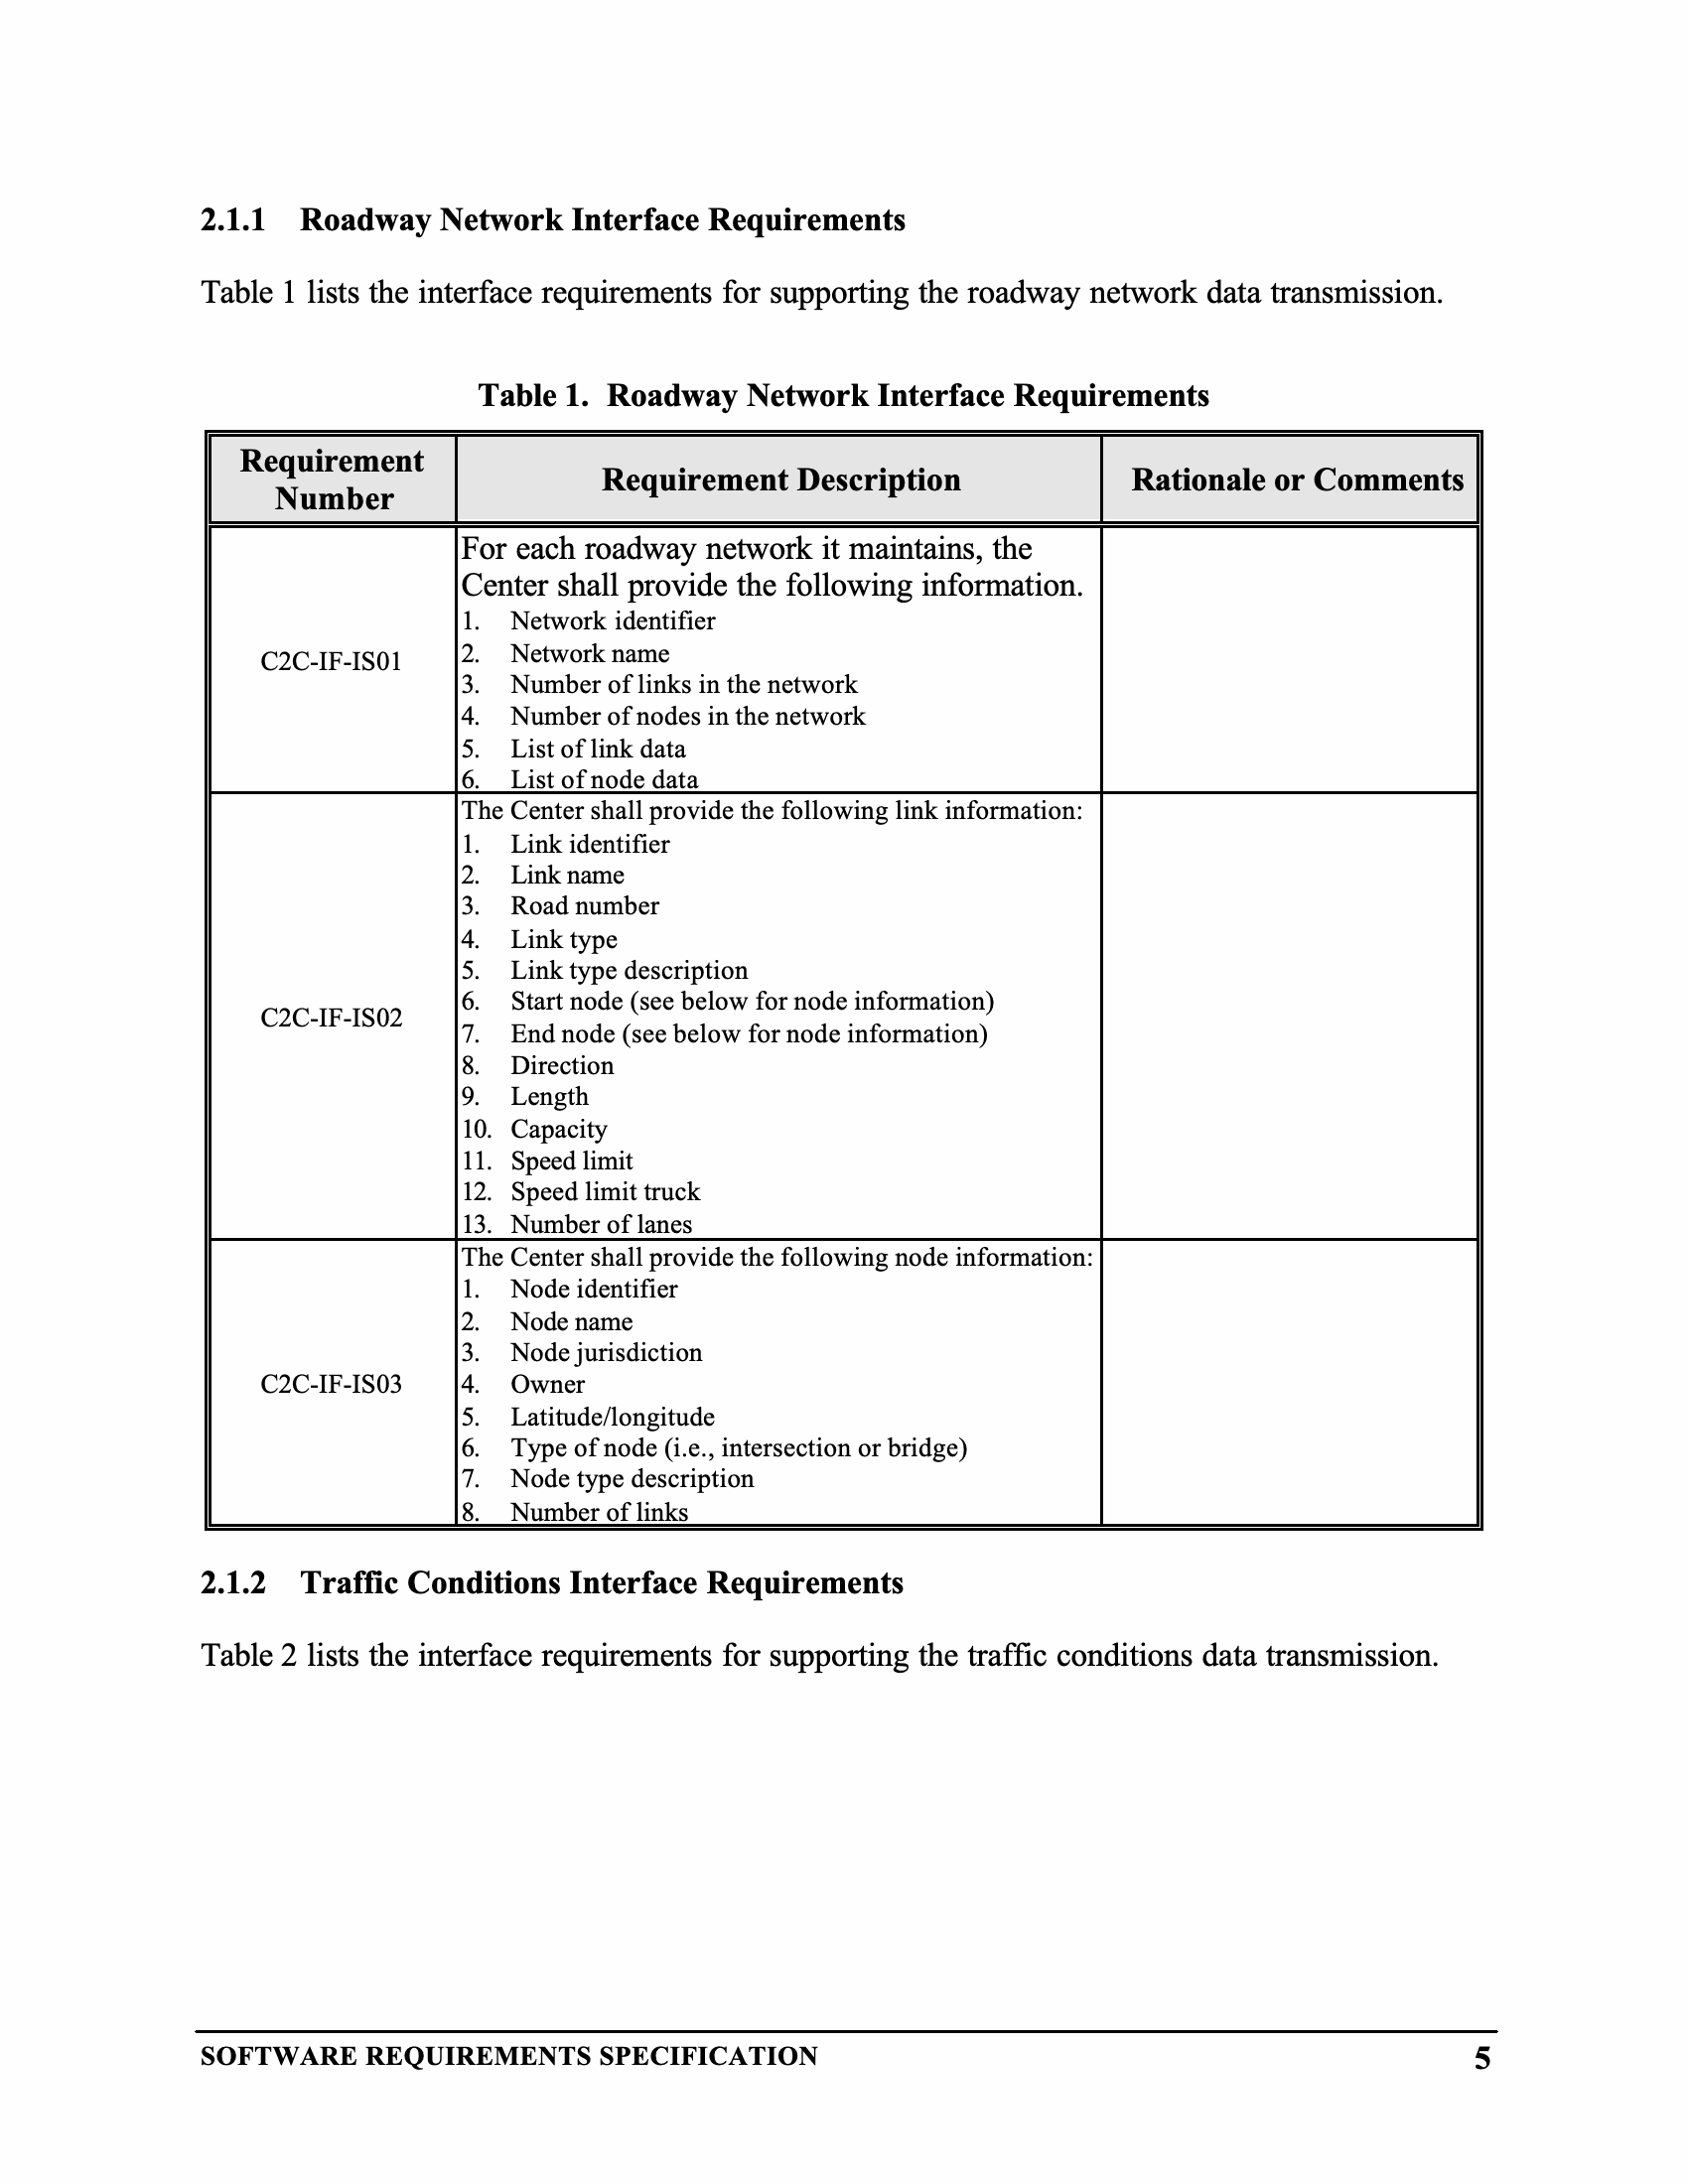 2.1.1 Roadway Network Interface Requirements
Table 1 lists the interface requirements for supporting the roadway network data transmission.
Table 1. Roadway Network Interface Requirements
Requirement
Number
Requirement Description
Rationale or Comments
C2C-IF-IS01
For each roadway network it maintains, the
Center shall provide the following information.
1. Network identifier
2. Network name
3. Number of links in the network
4. Number of nodes in the network
5. List of link data
6. List of node data
C2C-IF-IS02
The Center shall provide the following link information:
1. Link identifier
2. Link name
3. Road number
4. Link type
5. Link type description
6. Start node (see below for node information)
7. End node (see below for node information)
8. Direction
9. Length
10. Capacity
11. Speed limit
12. Speed limit truck
13. Number of lanes
C2C-IF-IS03
The Center shall provide the following node information:
1. Node identifier
2. Node name
3. Node jurisdiction
4. Owner
5. Latitude/longitude
6. Type of node (i.e., intersection or bridge)
7. Node type description
8. Number of links
2.1.2 Traffic Conditions Interface Requirements
Table 2 lists the interface requirements for supporting the traffic conditions data transmission.
SOFTWARE REQUIREMENTS SPECIFICATION 5